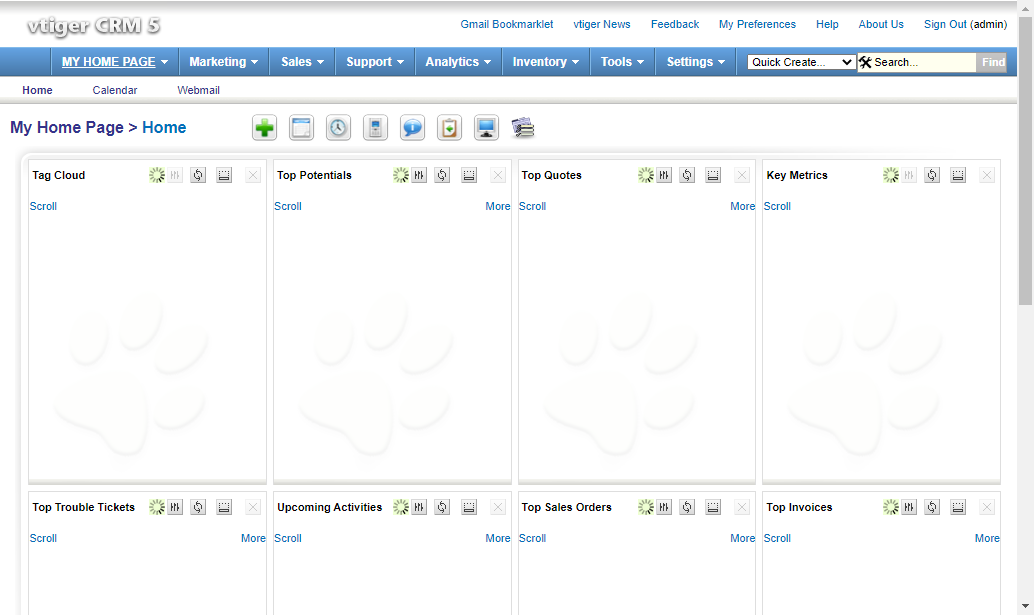 vtiger CRM 5
Gmail Bookmarklet vtiger News Feedback My Preferences Help About Us Sign Out (admin)
MY HOME PAGE Marketing Sales Support Analytics Inventory Tools Settings Quick Create... Search... Find
Home Calendar Webmail
My Home Page > Home
Tag Cloud Top Potentials Top Quotes Key Metrics
Scroll Scroll More Scroll More Scroll
Top Trouble Tickets Upcoming Activities Top Sales Orders Top Invoices
Scroll More Scroll More Scroll More Scroll More